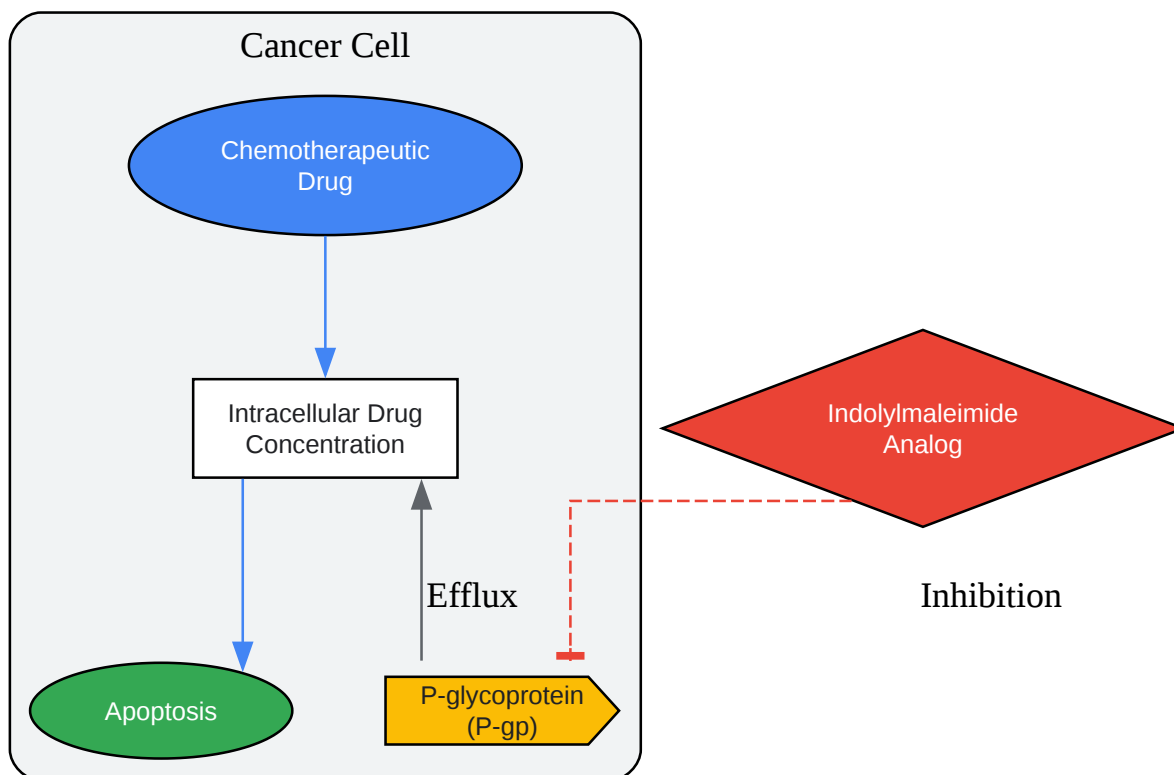 Cancer Cell
Chemotherapeutic
Drug
Intracellular Drug
Concentration
Indolylmaleimide
Analog
Efflux
Inhibition
Apoptosis
P-glycoprotein
(P-gp)